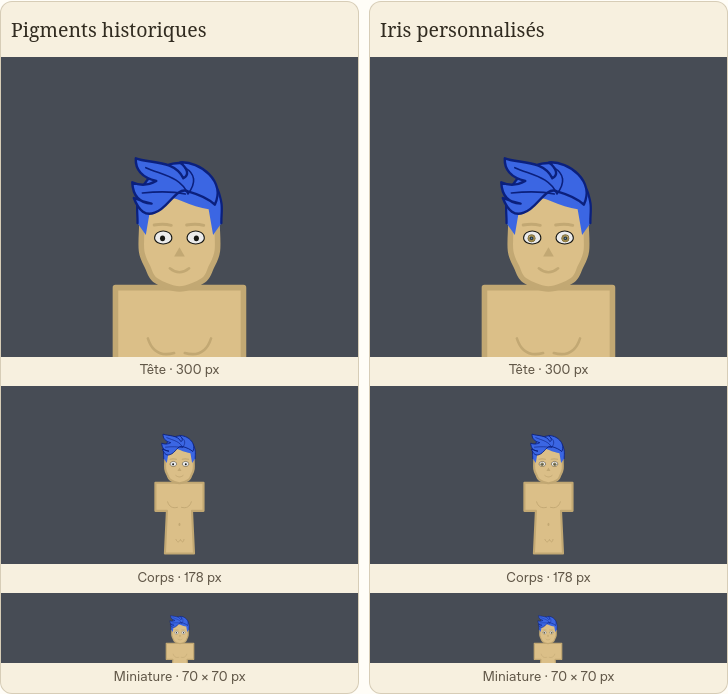 Pigments historiques
Tête · 300 px
Corps · 178 px
Miniature · 70 × 70 px
Iris personnalisés
Tête · 300 px
Corps · 178 px
Miniature · 70 × 70 px